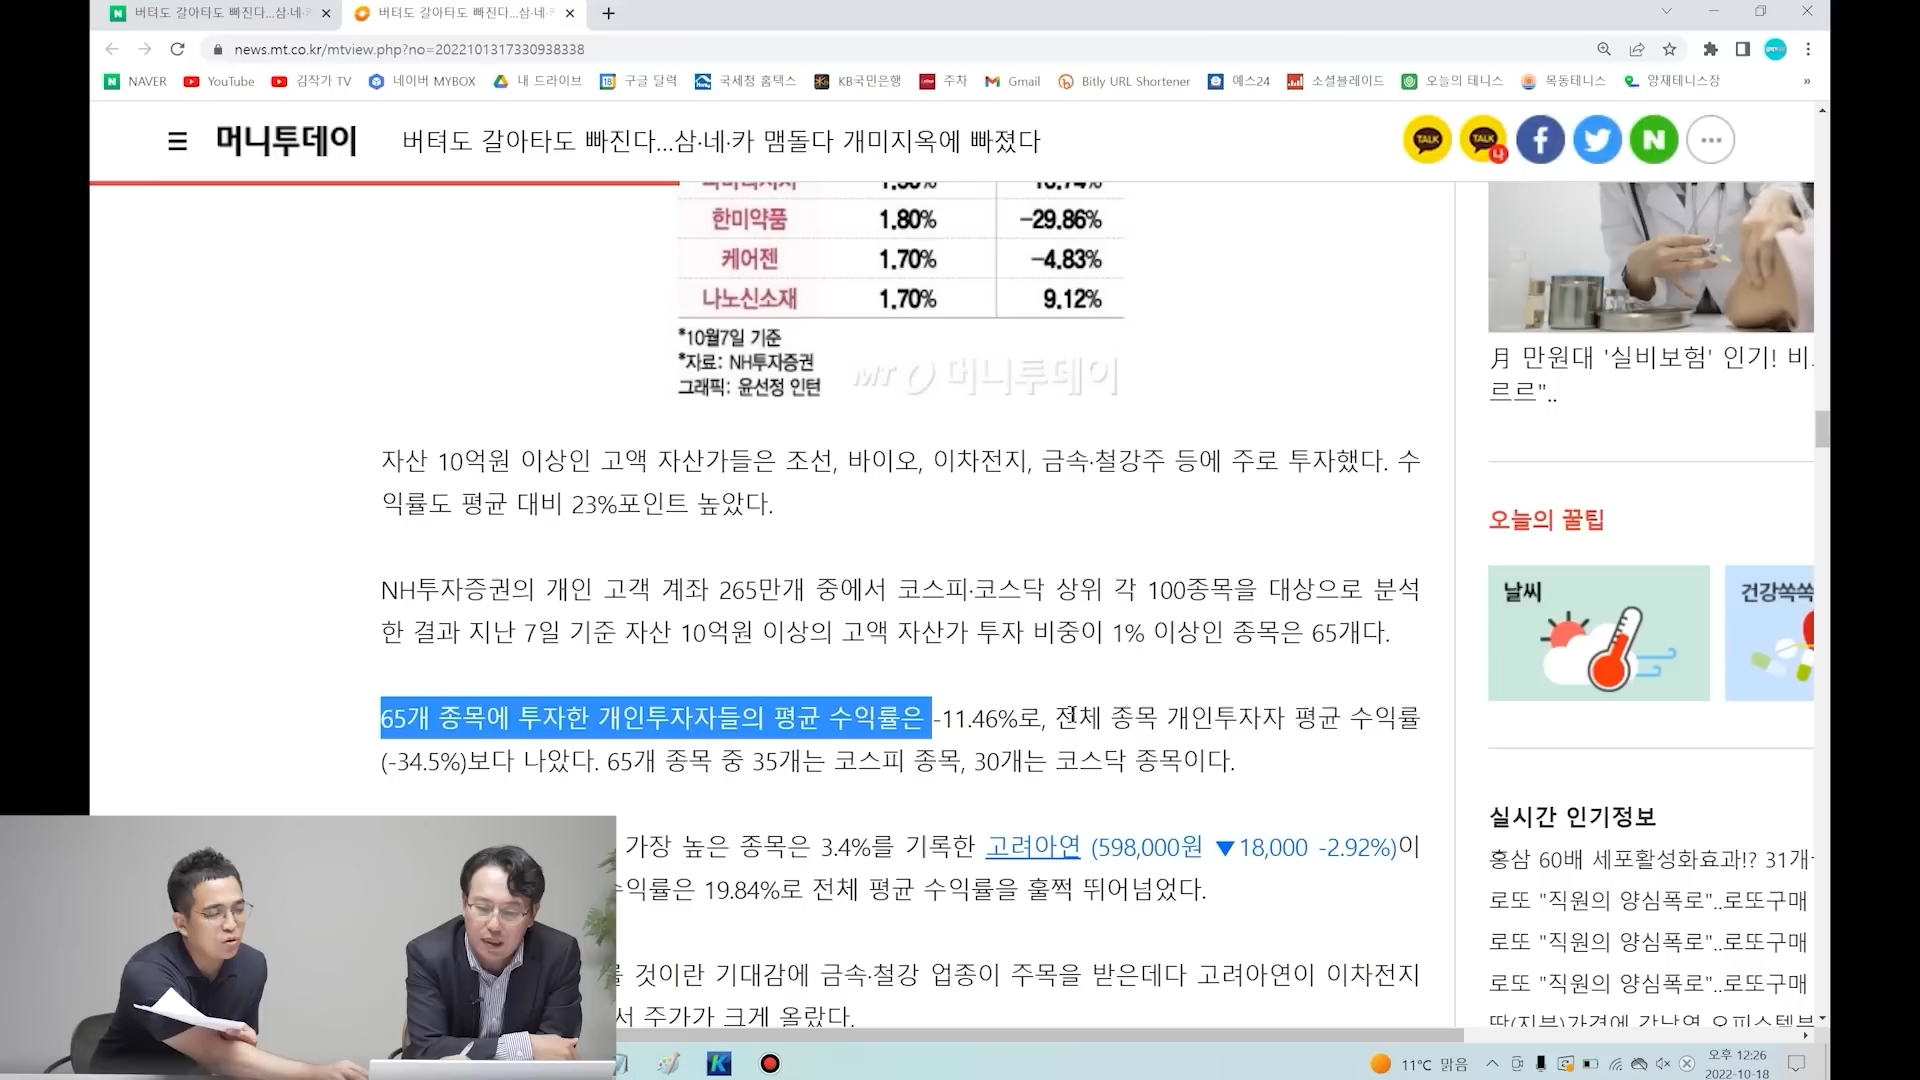 버텨도 갈아타도 빠진다...삼·네·
버텨도 갈아타도 빠진다...삼·네·
news.mt.co.kr/mtview.php?no=2022101317330938338
NAVER YouTube 김작가 TV 네이버 MYBOX 내 드라이브 구글 달력 국세청 홈택스 KB국민은행 주차 Gmail Bitly URL Shortener 예스24 소셜블레이드 오늘의 테니스 목동테니스 양재테니스장 »
머니투데이 버텨도 갈아타도 빠진다...삼·네·카 맴돌다 개미지옥에 빠졌다
TALK TALK 4 f N
한미약품 1.80% -29.86%
케어젠 1.70% -4.83%
나노신소재 1.70% 9.12%
*10월7일 기준
*자료: NH투자증권
그래픽: 윤선정 인턴
머니투데이
자산 10억원 이상인 고액 자산가들은 조선, 바이오, 이차전지, 금속·철강주 등에 주로 투자했다. 수
익률도 평균 대비 23%포인트 높았다.
NH투자증권의 개인 고객 계좌 265만개 중에서 코스피·코스닥 상위 각 100종목을 대상으로 분석
한 결과 지난 7일 기준 자산 10억원 이상의 고액 자산가 투자 비중이 1% 이상인 종목은 65개다.
65개 종목에 투자한 개인투자자들의 평균 수익률은 -11.46%로, 전체 종목 개인투자자 평균 수익률
(-34.5%)보다 나았다. 65개 종목 중 35개는 코스피 종목, 30개는 코스닥 종목이다.
가장 높은 종목은 3.4%를 기록한 고려아연 (598,000원 ▼18,000 -2.92%)이
수익률은 19.84%로 전체 평균 수익률을 훌쩍 뛰어넘었다.
것이란 기대감에 금속·철강 업종이 주목을 받은데다 고려아연이 이차전지
서 주가가 크게 올랐다.
月 만원대 '실비보험' 인기! 비
르르"..
오늘의 꿀팁
날씨
건강쏙쏙
실시간 인기정보
홍삼 60배 세포활성화효과!? 31개
로또 "직원의 양심폭로"..로또구매
로또 "직원의 양심폭로"..로또구매
로또 "직원의 양심폭로"..로또구매
K
11°C 맑음
오후 12:26
2022-10-18